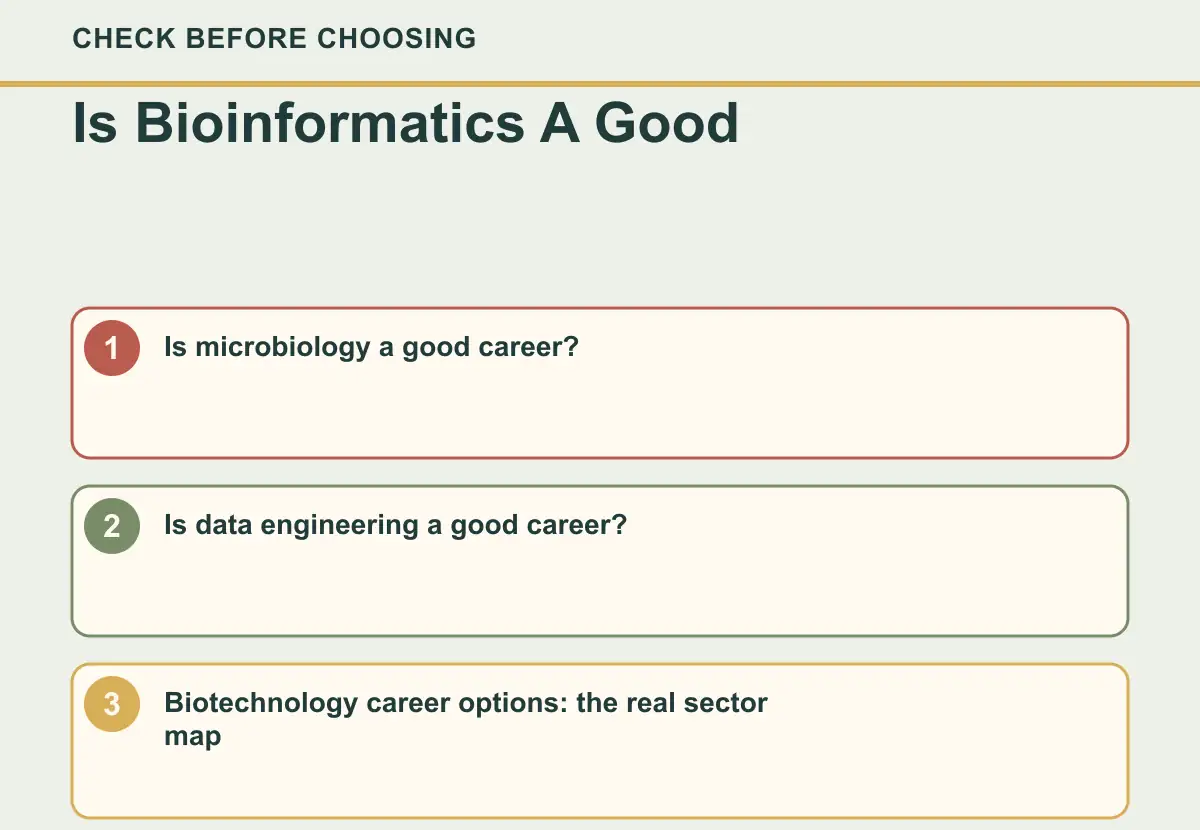 CHECK BEFORE CHOOSING
Is Bioinformatics A Good
1
Is microbiology a good career?
2
Is data engineering a good career?
3
Biotechnology career options: the real sector
map